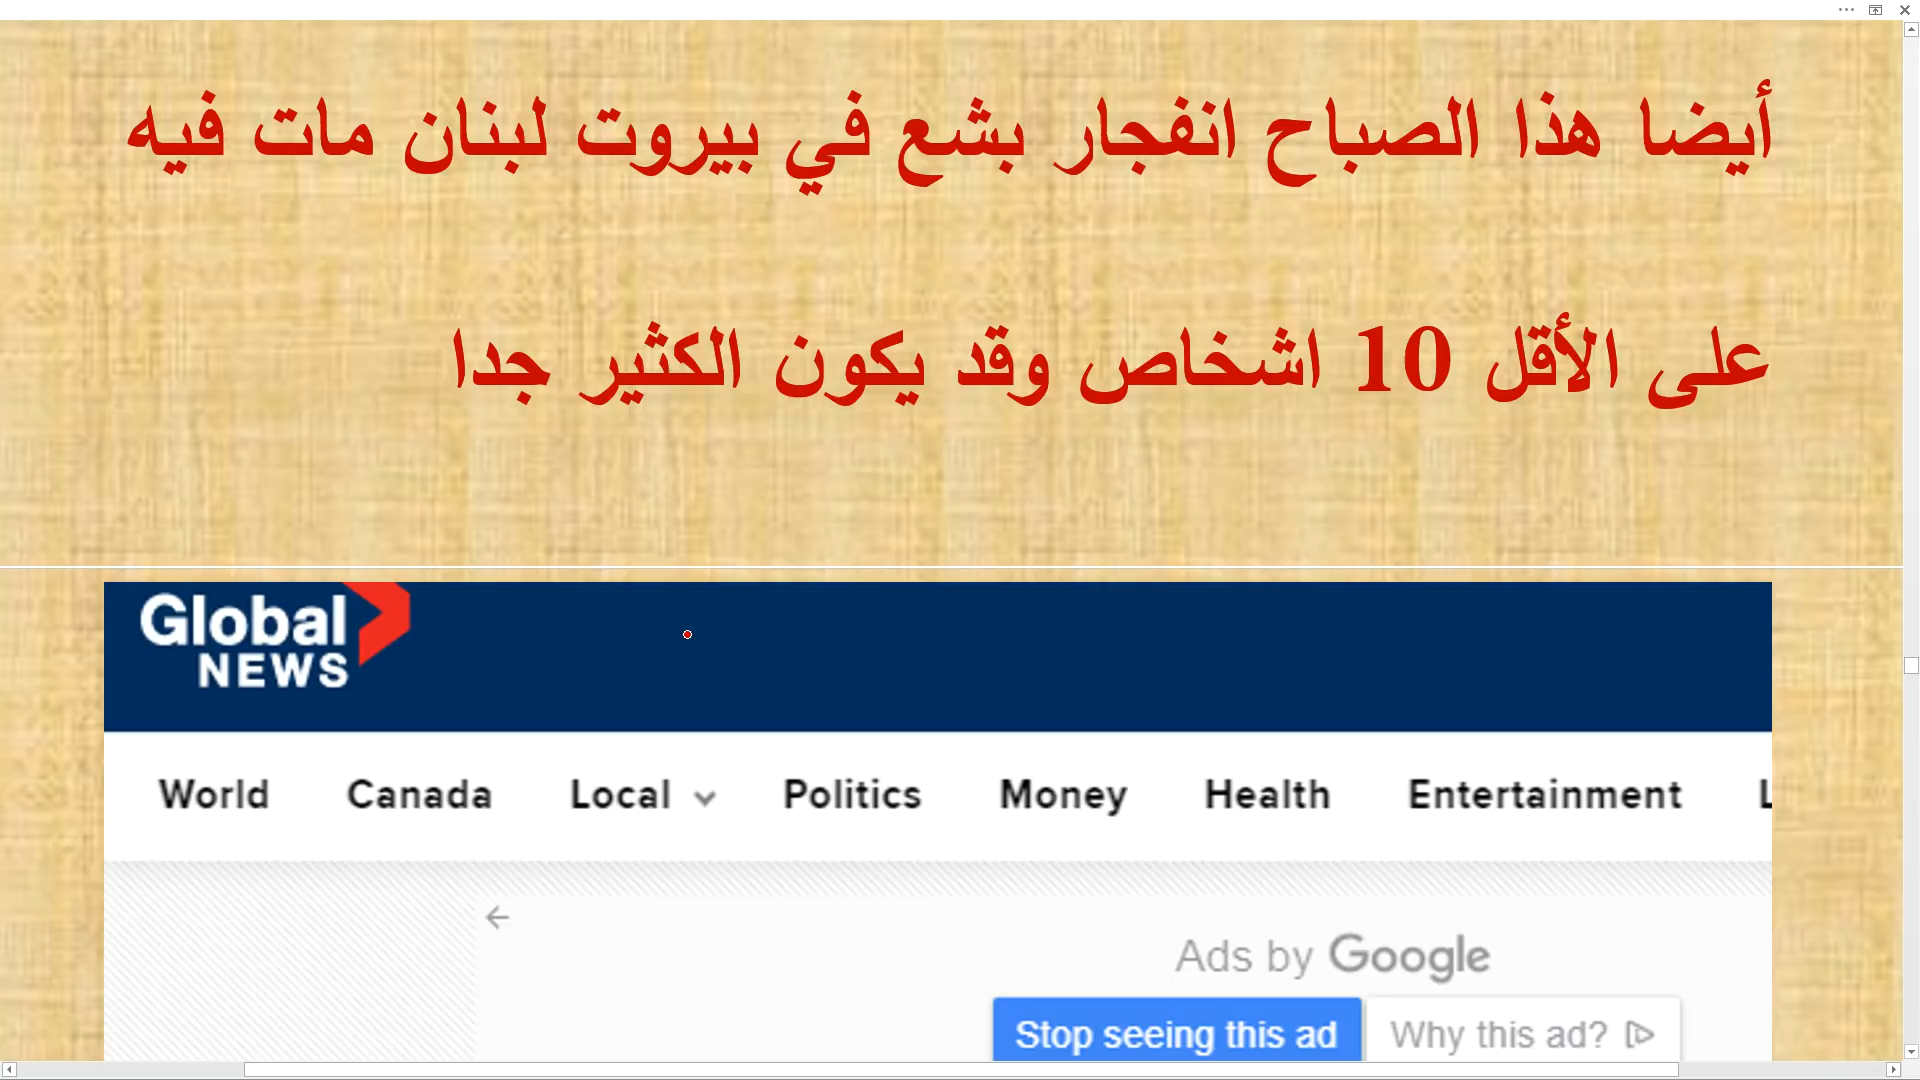 أيضا هذا الصباح انفجار بشع في بيروت لبنان مات فيه
على الأقل 10 اشخاص وقد يكون الكثير جدا
Global
NEWS
World Canada Local Politics Money Health Entertainment L
Ads by Google
Stop seeing this ad Why this ad?